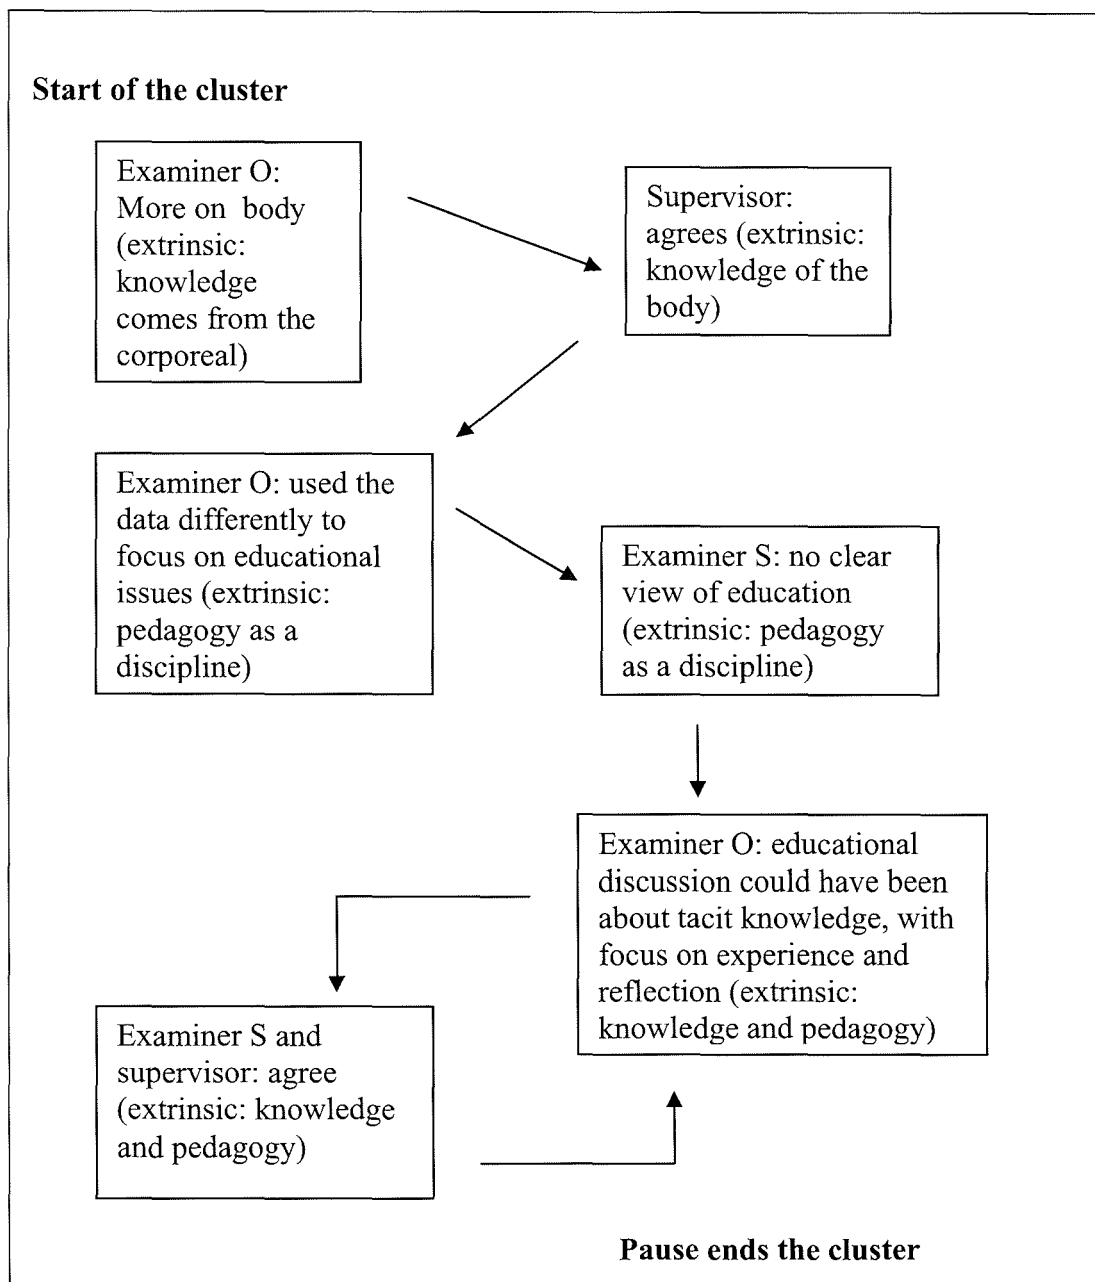 Start of the cluster
Examiner O:
More on body
(extrinsic:
knowledge
comes from the
corporeal)
Supervisor:
agrees (extrinsic:
knowledge of the
body)
Examiner O: used the
data differently to
focus on educational
issues (extrinsic:
pedagogy as a
discipline)
Examiner S: no clear
view of education
(extrinsic: pedagogy
as a discipline)
Examiner O: educational
discussion could have been
about tacit knowledge, with
focus on experience and
reflection (extrinsic:
knowledge and pedagogy)
Examiner S and
supervisor: agree
(extrinsic: knowledge
and pedagogy)
Pause ends the cluster